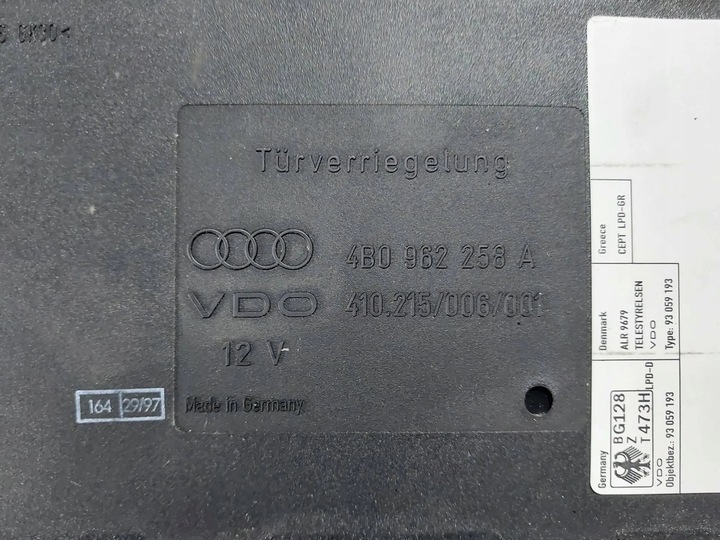 GK30<
Türverriegelung
4B0 962 258 A
VDO 410.215/006/001
12 V
Made in Germany
164 29/97
Greece
CEPT LPD-GR
Denmark
ALR 9679
TELESTYRELSEN
VDO
Type: 93 059 193
Germany
BG128
Z
T473H
LPD-D
VDO
Objektbez.: 93 059 193